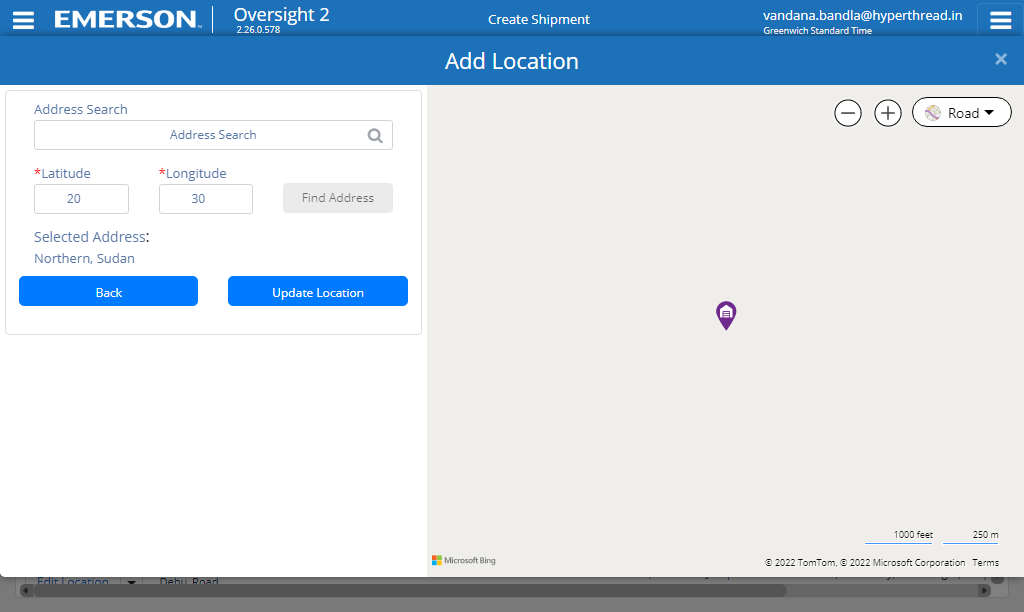 EMERSON
Oversight 2
2.26.0.578
Create Shipment
vandana.bandla@hyperthread.in
Greenwich Standard Time
Add Location
×
Address Search
Address Search
*Latitude
*Longitude
20
30
Find Address
Selected Address:
Northern, Sudan
Back
Update Location
Road
1000 feet
250 m
Microsoft Bing
© 2022 TomTom, © 2022 Microsoft Corporation Terms
Edit Location
Debu Road